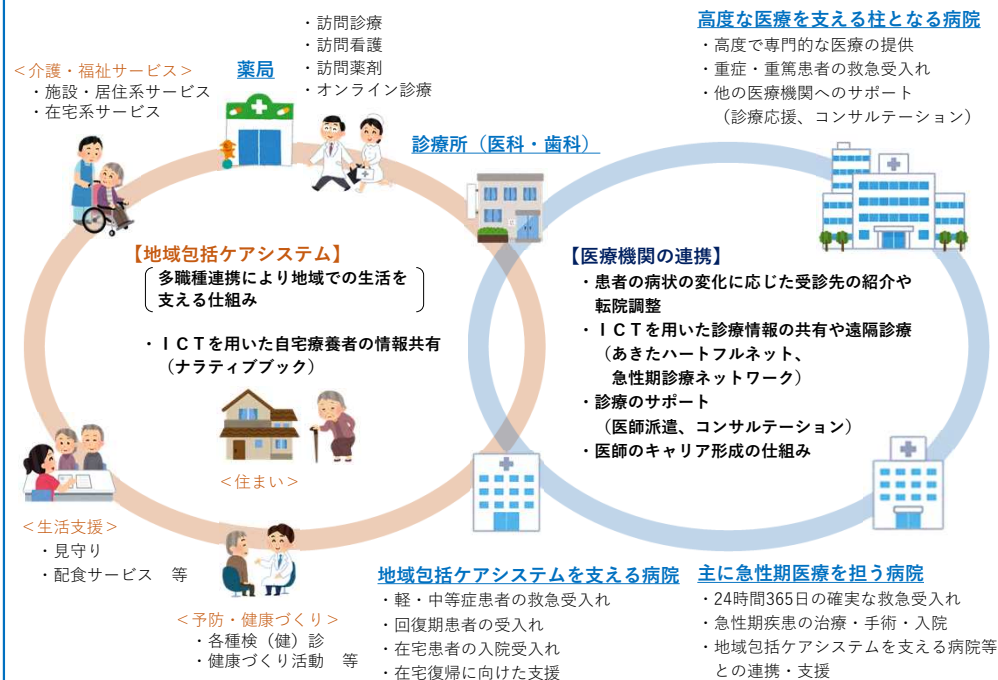 ・訪問診療
・訪問看護
・訪問薬剤
・オンライン診療
薬局
＜介護・福祉サービス＞
・施設・居住系サービス
・在宅系サービス
診療所（医科・歯科）
高度な医療を支える柱となる病院
・高度で専門的な医療の提供
・重症・重篤患者の救急受入れ
・他の医療機関へのサポート
（診療応援、コンサルテーション）
【地域包括ケアシステム】
多職種連携により地域での生活を
支える仕組み
・ＩＣＴを用いた自宅療養者の情報共有
（ナラティブブック）
＜住まい＞
【医療機関の連携】
・患者の病状の変化に応じた受診先の紹介や
転院調整
・ＩＣＴを用いた診療情報の共有や遠隔診療
（あきたハートフルネット、
急性期診療ネットワーク）
・診療のサポート
（医師派遣、コンサルテーション）
・医師のキャリア形成の仕組み
＜生活支援＞
・見守り
・配食サービス　等
＜予防・健康づくり＞
・各種検（健）診
・健康づくり活動　等
地域包括ケアシステムを支える病院
・軽・中等症患者の救急受入れ
・回復期患者の受入れ
・在宅患者の入院受入れ
・在宅復帰に向けた支援
主に急性期医療を担う病院
・24時間365日の確実な救急受入れ
・急性期疾患の治療・手術・入院
・地域包括ケアシステムを支える病院等
との連携・支援